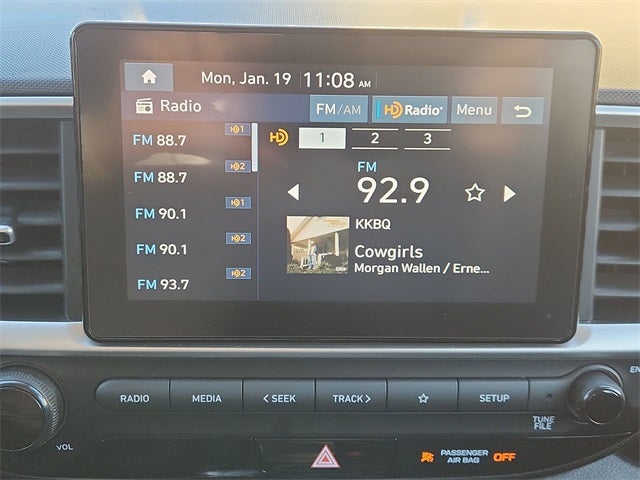 Mon, Jan. 19 11:08 AM
Radio FM/AM HD Radio Menu
FM 88.7 HD1
FM 88.7 HD2
FM 90.1 HD1
FM 90.1 HD2
FM 93.7 HD2
HD 1 2 3
FM
92.9
KKBQ
Cowgirls
Morgan Wallen / Erne...
RADIO MEDIA < SEEK TRACK > SETUP
VOL
TUNE
FILE
PASSENGER
AIR BAG OFF
EN